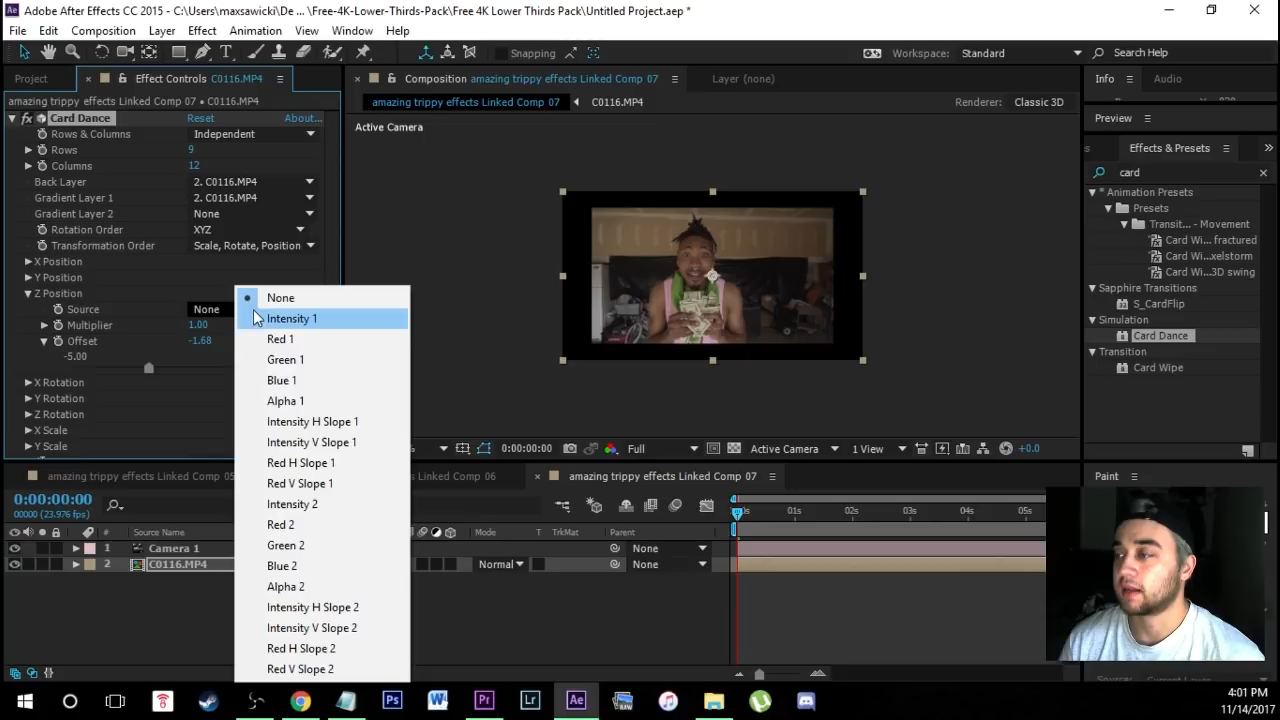 Adobe After Effects CC 2015 - C:\Users\maxsawicki\De ... \Free-4K-Lower-Thirds-Pack\Free 4K Lower Thirds Pack\Untitled Project.aep *
File Edit Composition Layer Effect Animation View Window Help
Snapping Workspace: Standard Search Help
Project Effect Controls C0116.MP4
amazing trippy effects Linked Comp 07 • C0116.MP4
Card Dance Reset About...
Rows & Columns Independent
Rows 9
Columns 12
Back Layer 2. C0116.MP4
Gradient Layer 1 2. C0116.MP4
Gradient Layer 2 None
Rotation Order XYZ
Transformation Order Scale, Rotate, Position
X Position
Y Position
Z Position
Source None
Multiplier 1.00
Offset -1.68
-5.00
X Rotation
Y Rotation
Z Rotation
X Scale
Y Scale
None
Intensity 1
Red 1
Green 1
Blue 1
Alpha 1
Intensity H Slope 1
Intensity V Slope 1
Red H Slope 1
Red V Slope 1
Intensity 2
Red 2
Green 2
Blue 2
Alpha 2
Intensity H Slope 2
Intensity V Slope 2
Red H Slope 2
Red V Slope 2
Composition amazing trippy effects Linked Comp 07 Layer (none)
amazing trippy effects Linked Comp 07 C0116.MP4 Renderer: Classic 3D
Active Camera
0:00:00:00 Full Active Camera 1 View +0.0
Info Audio
Preview
Effects & Presets
card
* Animation Presets
Presets
Transit... - Movement
Card Wi... fractured
Card Wi...xelstorm
Card Wi...3D swing
Sapphire Transitions
S_CardFlip
Simulation
Card Dance
Transition
Card Wipe
Paint
amazing trippy effects Linked Comp 05 Linked Comp 06 amazing trippy effects Linked Comp 07
0:00:00:00
00000 (23.976 fps)
# Source Name Mode T TrkMat Parent
01s 02s 03s 04s 05s
1 Camera 1 None
2 C0116.MP4 Normal None
4:01 PM
11/14/2017